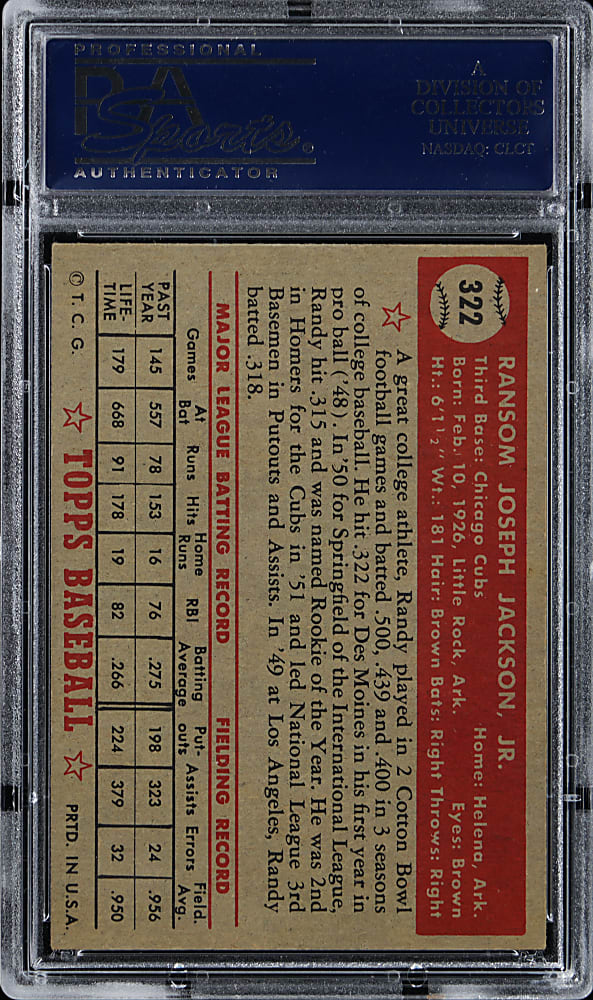 PROFESSIONAL
PSA
Sports
AUTHENTICATOR
A
DIVISION OF
COLLECTORS
UNIVERSE
NASDAQ: CLCT
322
RANSOM JOSEPH JACKSON, JR.
Third Base: Chicago Cubs Home: Helena, Ark.
Born: Feb. 10, 1926, Little Rock, Ark. Eyes: Brown
Ht.: 6'1½" Wt.: 181 Hair: Brown Bats: Right Throws: Right
A great college athlete, Randy played in 2 Cotton Bowl
football games and batted .500, .439 and .400 in 3 seasons
of college baseball. He hit .322 for Des Moines in his first year in
pro ball ('48). In '50 for Springfield of the International League,
Randy hit .315 and was named Rookie of the Year. He was 2nd
in Homers for the Cubs in '51 and led National League 3rd
Basemen in Putouts and Assists. In '49 at Los Angeles, Randy
batted .318.
MAJOR LEAGUE BATTING RECORD FIELDING RECORD
Games At Bat Runs Hits Home Runs RBI Batting Average Put-outs Assists Errors Field. Avg.
PAST YEAR 145 557 78 153 16 76 .275 198 323 24 .956
LIFE-TIME 179 668 91 178 19 82 .266 224 379 32 .950
© T. C. G. TOPPS BASEBALL PRTD. IN U.S.A.